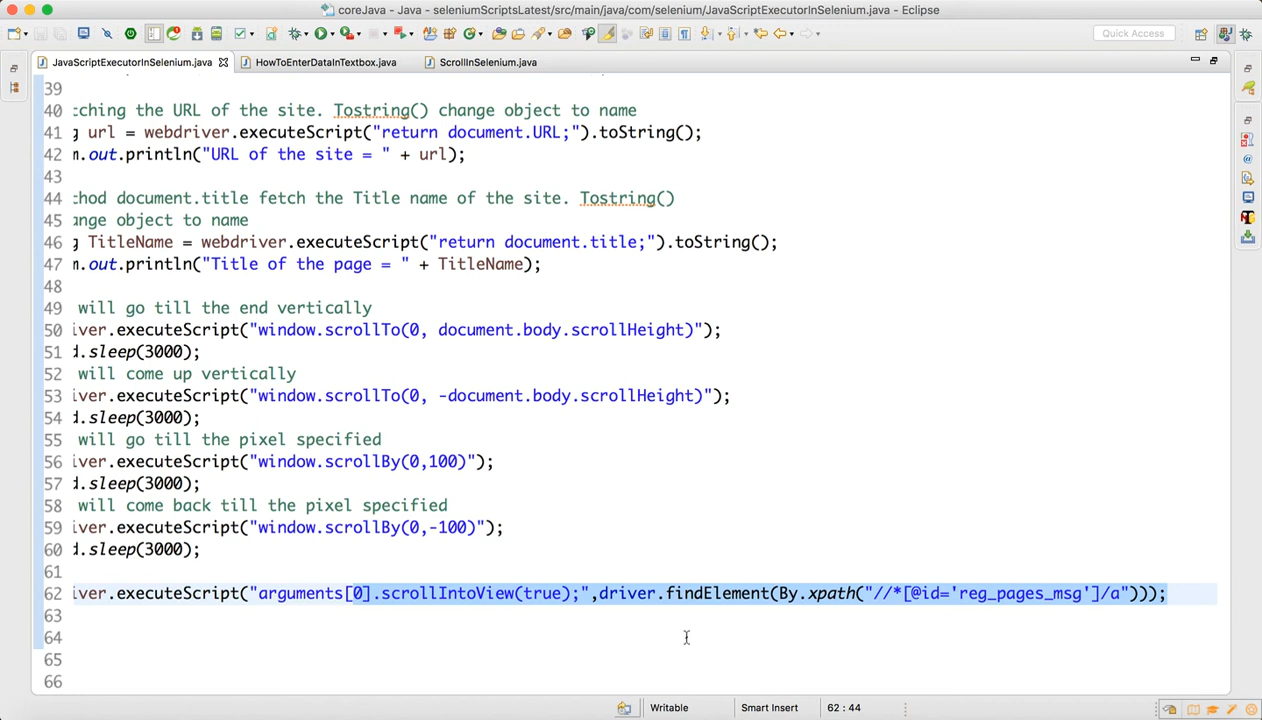 coreJava - Java - seleniumScriptsLatest/src/main/java/com/selenium/JavaScriptExecutorInSelenium.java - Eclipse
Quick Access
JavaScriptExecutorInSelenium.java HowToEnterDataInTextbox.java ScrollInSelenium.java
39
40 :ching the URL of the site. Tostring() change object to name
41 g url = webdriver.executeScript("return document.URL;").toString();
42 m.out.println("URL of the site = " + url);
43
44 :hod document.title fetch the Title name of the site. Tostring()
45 ange object to name
46 g TitleName = webdriver.executeScript("return document.title;").toString();
47 m.out.println("Title of the page = " + TitleName);
48
49 will go till the end vertically
50 iver.executeScript("window.scrollTo(0, document.body.scrollHeight)");
51 d.sleep(3000);
52 will come up vertically
53 iver.executeScript("window.scrollTo(0, -document.body.scrollHeight)");
54 d.sleep(3000);
55 will go till the pixel specified
56 iver.executeScript("window.scrollBy(0,100)");
57 d.sleep(3000);
58 will come back till the pixel specified
59 iver.executeScript("window.scrollBy(0,-100)");
60 d.sleep(3000);
61
62 iver.executeScript("arguments[0].scrollIntoView(true);",driver.findElement(By.xpath("//*[@id='reg_pages_msg']/a")));
63
64
65
66
Writable Smart Insert 62 : 44